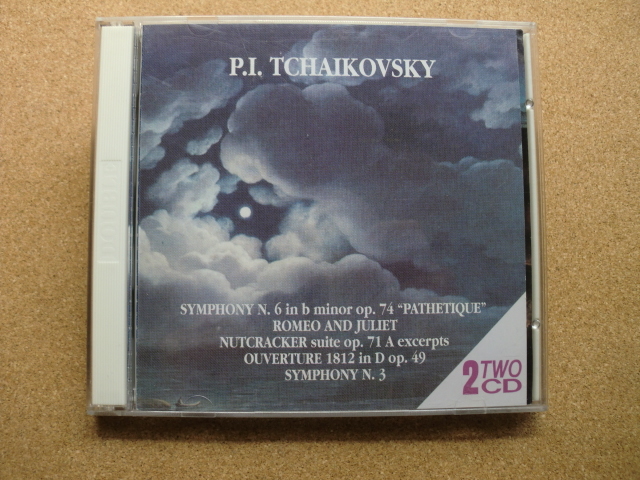 P.I. TCHAIKOVSKY
SYMPHONY N. 6 in b minor op. 74 "PATHETIQUE"
ROMEO AND JULIET
NUTCRACKER suite op. 71 A excerpts
OUVERTURE 1812 in D op. 49
SYMPHONY N. 3
2 TWO
CD